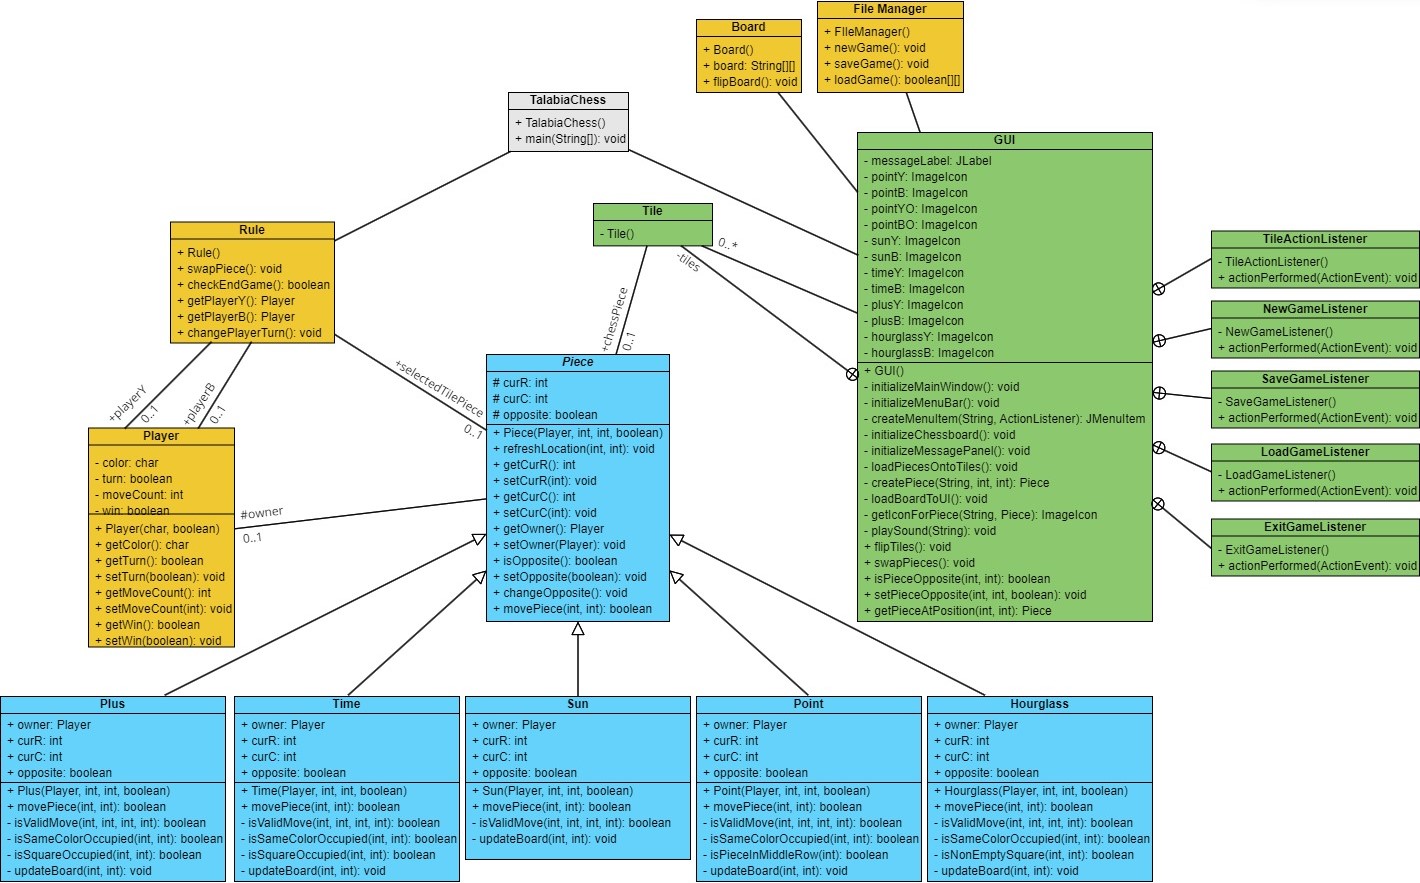 File Manager
+ FIleManager()
+ newGame(): void
+ saveGame(): void
+ loadGame(): boolean[][]
Board
+ Board()
+ board: String[][]
+ flipBoard(): void
TalabiaChess
+ TalabiaChess()
+ main(String[]): void
GUI
- messageLabel: JLabel
- pointY: ImageIcon
- pointB: ImageIcon
- pointYO: ImageIcon
- pointBO: ImageIcon
- sunY: ImageIcon
- sunB: ImageIcon
- timeY: ImageIcon
- timeB: ImageIcon
- plusY: ImageIcon
- plusB: ImageIcon
- hourglassY: ImageIcon
- hourglassB: ImageIcon
+ GUI()
- initializeMainWindow(): void
- initializeMenuBar(): void
- createMenuItem(String, ActionListener): JMenuItem
- initializeChessboard(): void
- initializeMessagePanel(): void
- loadPiecesOntoTiles(): void
- createPiece(String, int, int): Piece
- loadBoardToUI(): void
- getIconForPiece(String, Piece): ImageIcon
- playSound(String): void
+ flipTiles(): void
+ swapPieces(): void
+ isPieceOpposite(int, int): boolean
+ setPieceOpposite(int, int, boolean): void
+ getPieceAtPosition(int, int): Piece
Tile
- Tile()
0..*
-tiles
+chessPiece
0..1
Rule
+ Rule()
+ swapPiece(): void
+ checkEndGame(): boolean
+ getPlayerY(): Player
+ getPlayerB(): Player
+ changePlayerTurn(): void
+playerY
0..1
+playerB
0..1
+selectedTilePiece
0..1
TileActionListener
- TileActionListener()
+ actionPerformed(ActionEvent): void
NewGameListener
- NewGameListener()
+ actionPerformed(ActionEvent): void
SaveGameListener
- SaveGameListener()
+ actionPerformed(ActionEvent): void
LoadGameListener
- LoadGameListener()
+ actionPerformed(ActionEvent): void
ExitGameListener
- ExitGameListener()
+ actionPerformed(ActionEvent): void
Piece
# curR: int
# curC: int
# opposite: boolean
+ Piece(Player, int, int, boolean)
+ refreshLocation(int, int): void
+ getCurR(): int
+ setCurR(int): void
+ getCurC(): int
+ setCurC(int): void
+ getOwner(): Player
+ setOwner(Player): void
+ isOpposite(): boolean
+ setOpposite(boolean): void
+ changeOpposite(): void
+ movePiece(int, int): boolean
Player
- color: char
- turn: boolean
- moveCount: int
- win: boolean
+ Player(char, boolean)
+ getColor(): char
+ getTurn(): boolean
+ setTurn(boolean): void
+ getMoveCount(): int
+ setMoveCount(int): void
+ getWin(): boolean
+ setWin(boolean): void
#owner
0..1
Plus
+ owner: Player
+ curR: int
+ curC: int
+ opposite: boolean
+ Plus(Player, int, int, boolean)
+ movePiece(int, int): boolean
- isValidMove(int, int, int, int): boolean
- isSameColorOccupied(int, int): boolean
- isSquareOccupied(int, int): boolean
- updateBoard(int, int): void
Time
+ owner: Player
+ curR: int
+ curC: int
+ opposite: boolean
+ Time(Player, int, int, boolean)
+ movePiece(int, int): boolean
- isValidMove(int, int, int, int): boolean
- isSameColorOccupied(int, int): boolean
- isSquareOccupied(int, int): boolean
- updateBoard(int, int): void
Sun
+ owner: Player
+ curR: int
+ curC: int
+ opposite: boolean
+ Sun(Player, int, int, boolean)
+ movePiece(int, int): boolean
- isValidMove(int, int, int, int): boolean
- updateBoard(int, int): void
Point
+ owner: Player
+ curR: int
+ curC: int
+ opposite: boolean
+ Point(Player, int, int, boolean)
+ movePiece(int, int): boolean
- isValidMove(int, int, int, int): boolean
- isSameColorOccupied(int, int): boolean
- isPieceInMiddleRow(int, int): boolean
- updateBoard(int, int): void
Hourglass
+ owner: Player
+ curR: int
+ curC: int
+ opposite: boolean
+ Hourglass(Player, int, int, boolean)
+ movePiece(int, int): boolean
- isValidMove(int, int, int, int): boolean
- isSameColorOccupied(int, int): boolean
- isNonEmptySquare(int, int): boolean
- updateBoard(int, int): void